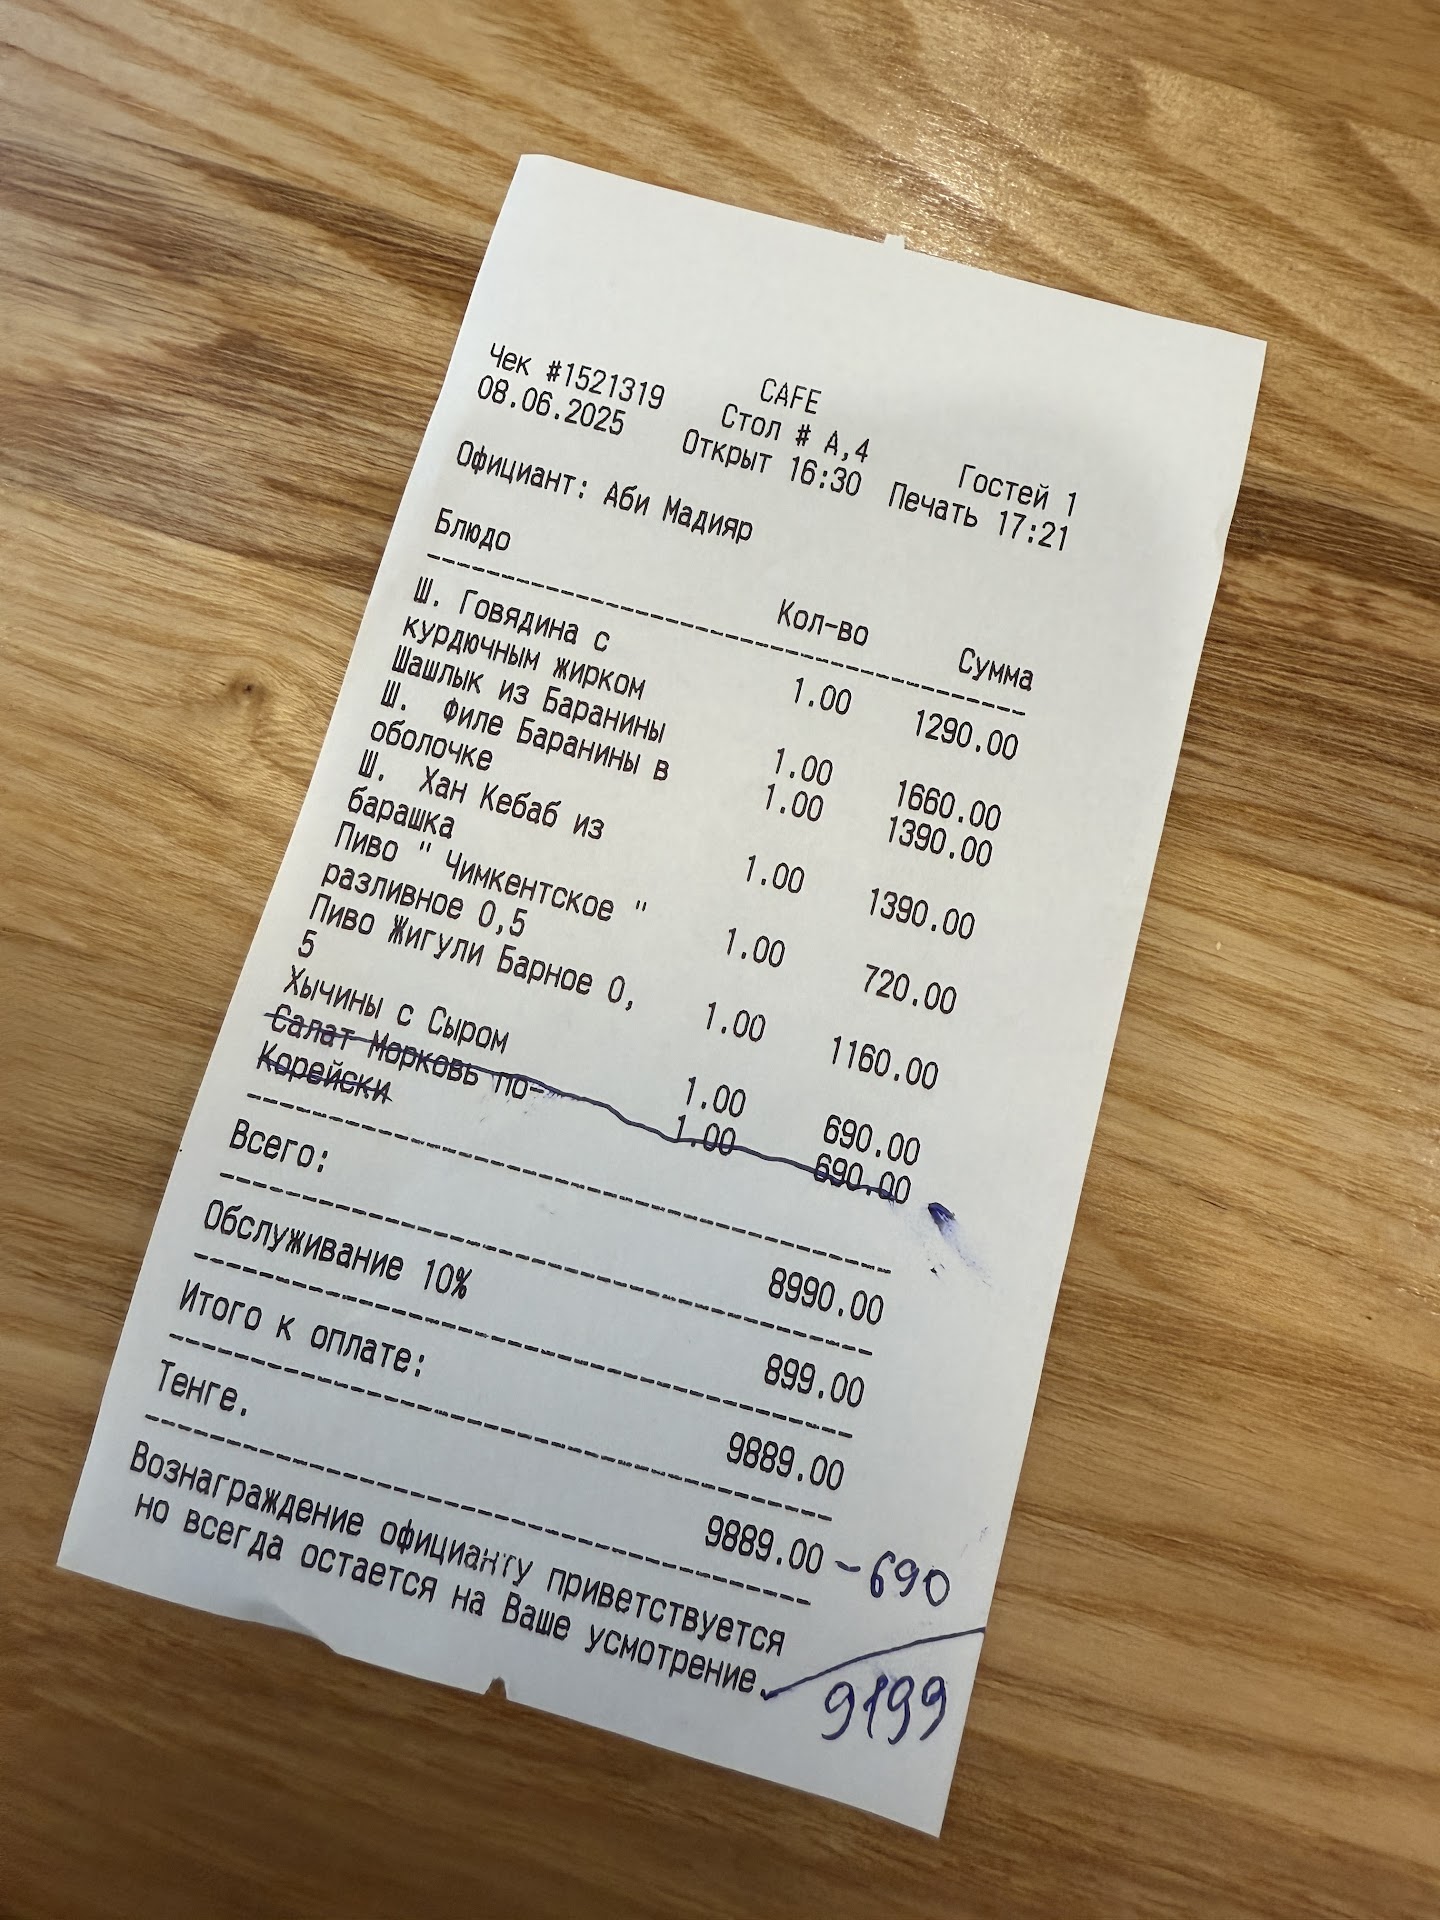 CAFE
Чек #1521319 Стол # А,4 Гостей 1
08.06.2025 Открыт 16:30 Печать 17:21
Официант: Аби Мадияр
Блюдо Кол-во Сумма
Ш. Говядина с
курдючным жирком 1.00 1290.00
Шашлык из Баранины 1.00 1660.00
Ш. Филе Баранины в 1.00 1390.00
оболочке
Ш. Хан Кебаб из 1.00 1390.00
барашка
Пиво " Чимкентское " 1.00 720.00
разливное 0,5
Пиво Жигули Барное 0, 1.00 1160.00
5
Хычины с Сыром 1.00 690.00
Салат Морковь по- 1.00 690.00
Корейски
Всего: 8990.00
Обслуживание 10% 899.00
Итого к оплате: 9889.00
Тенге. 9889.00 - 690
Вознаграждение официанту приветствуется
но всегда остается на Ваше усмотрение.
9199